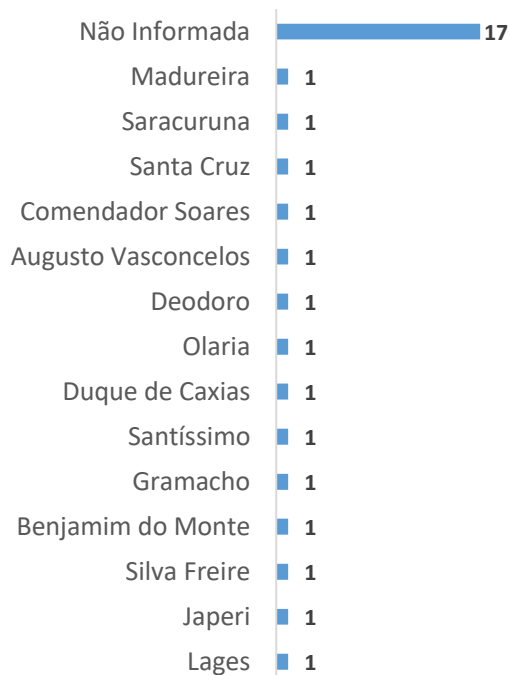 Não Informada 17
Madureira 1
Saracuruna 1
Santa Cruz 1
Comendador Soares 1
Augusto Vasconcelos 1
Deodoro 1
Olaria 1
Duque de Caxias 1
Santíssimo 1
Gramacho 1
Benjamim do Monte 1
Silva Freire 1
Japeri 1
Lages 1